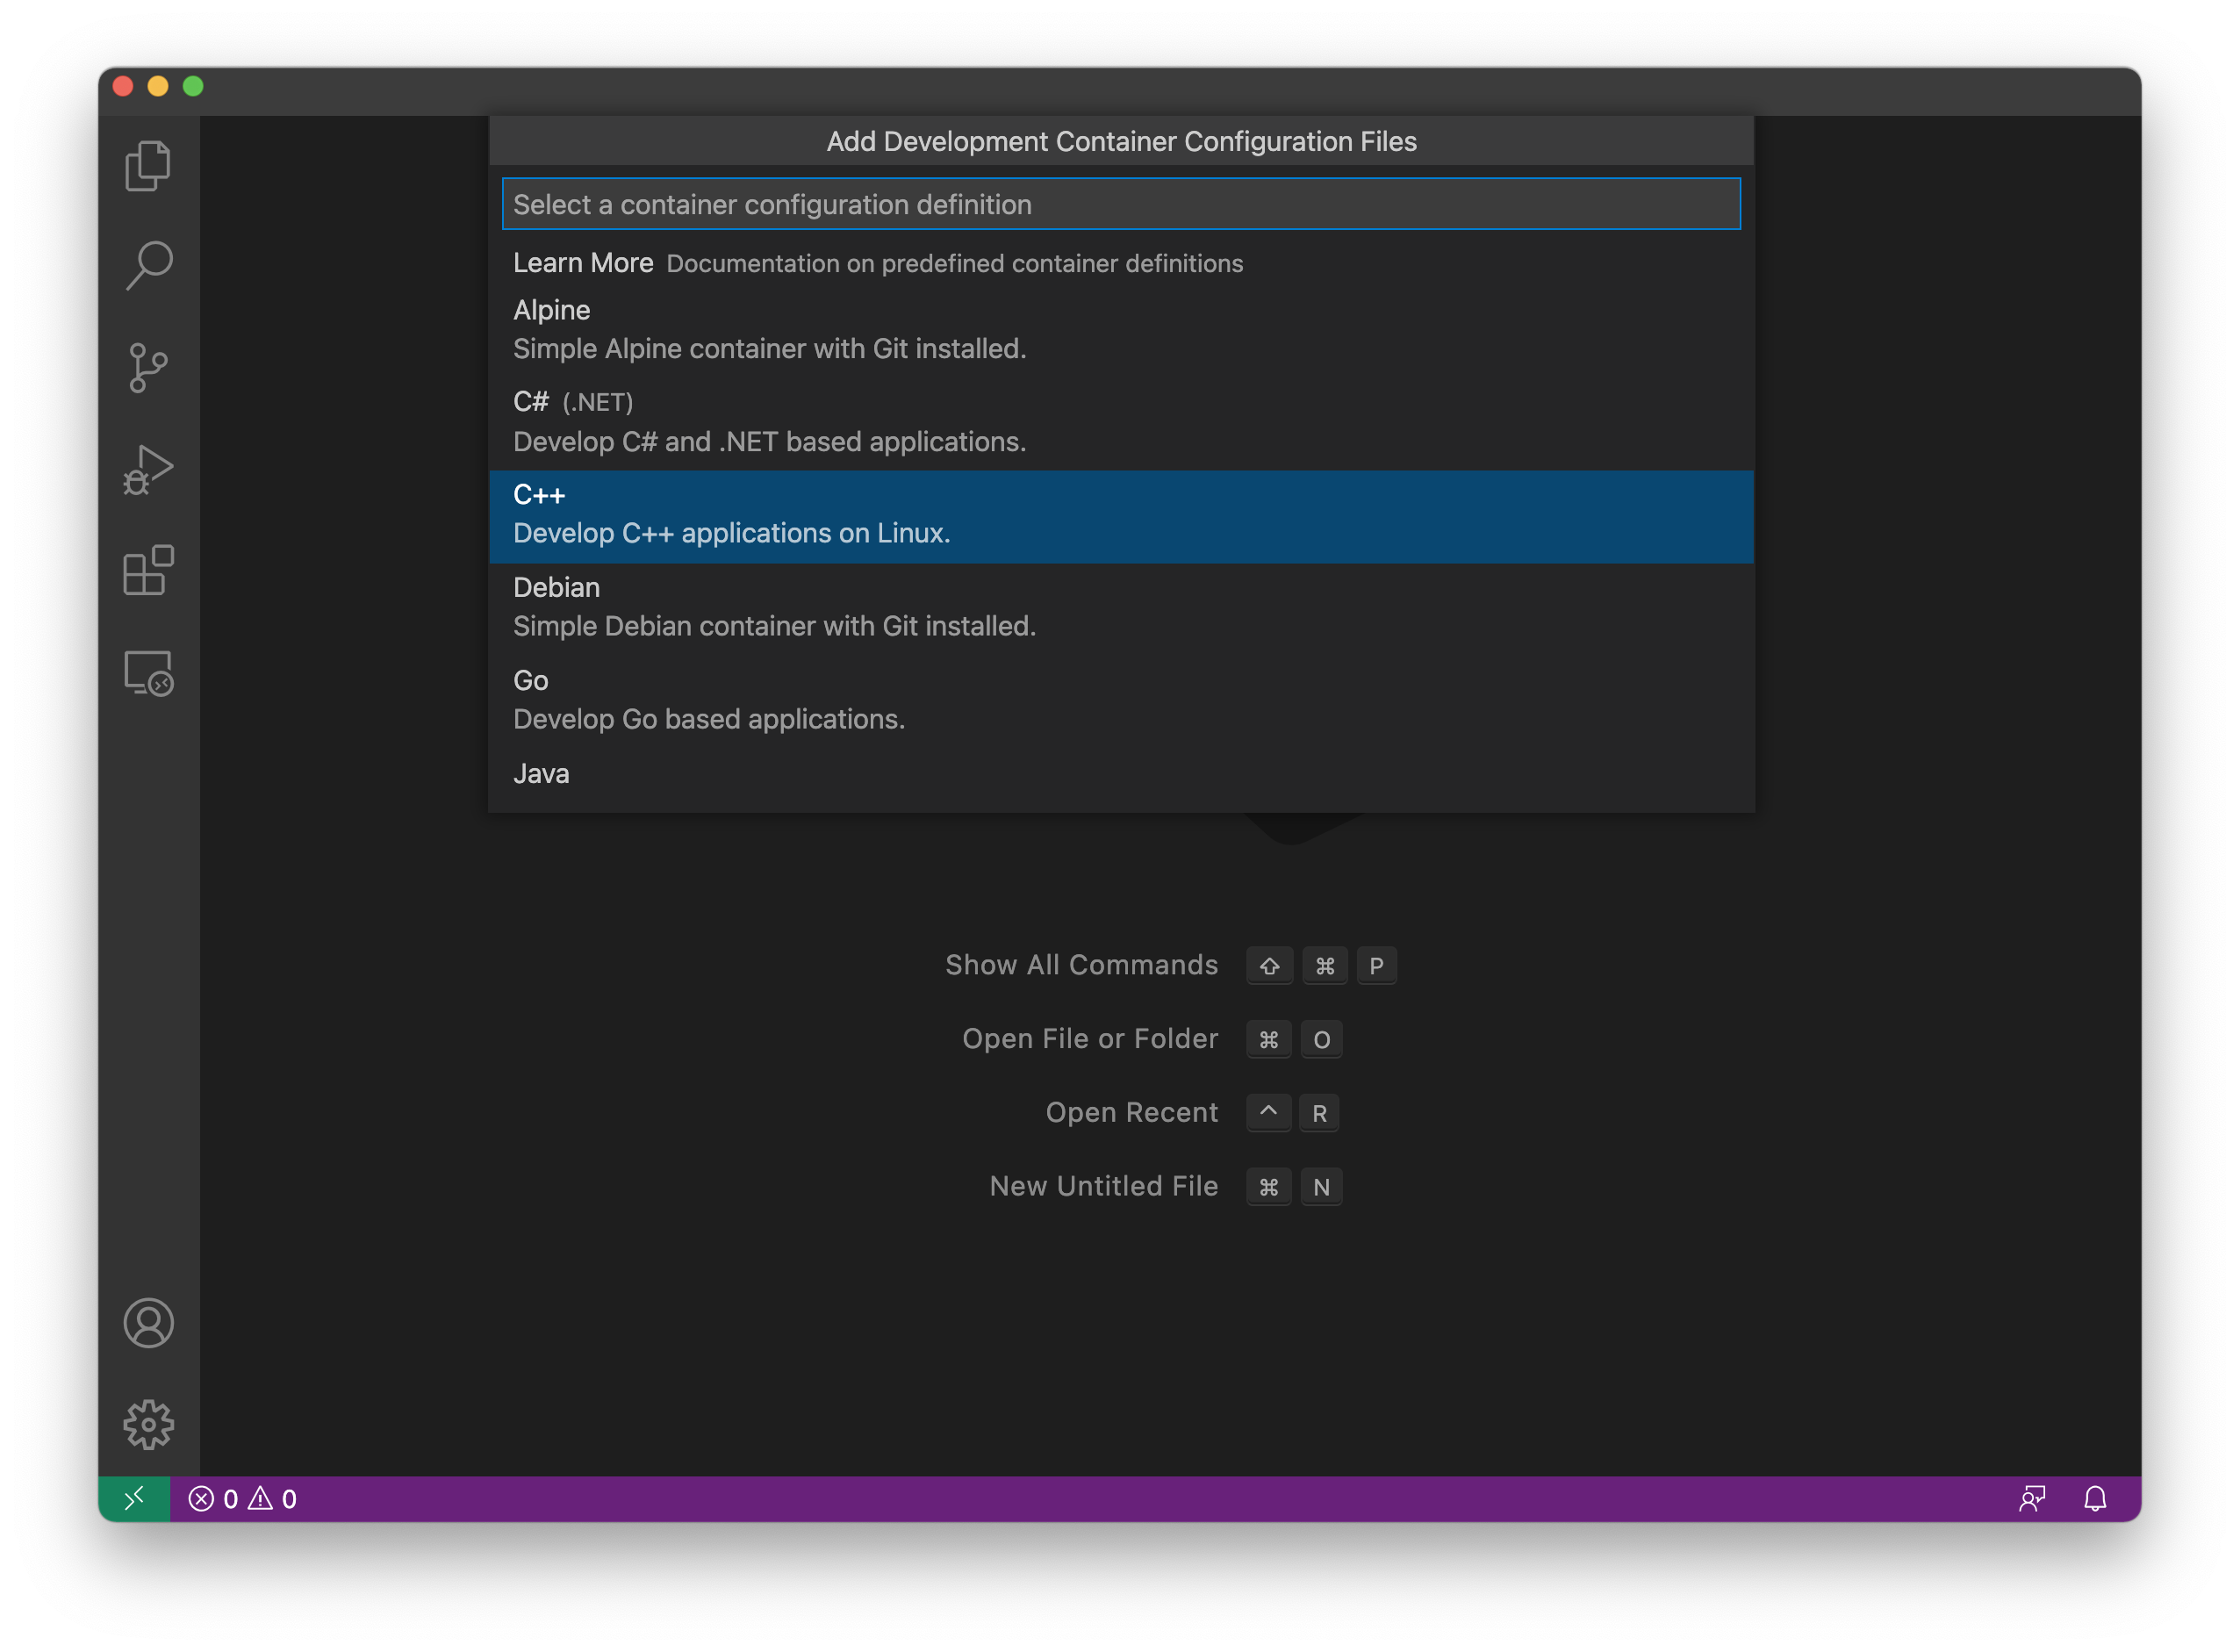 Add Development Container Configuration Files
Select a container configuration definition
Learn More Documentation on predefined container definitions
Alpine
Simple Alpine container with Git installed.
C# (.NET)
Develop C# and .NET based applications.
C++
Develop C++ applications on Linux.
Debian
Simple Debian container with Git installed.
Go
Develop Go based applications.
Java
Show All Commands ⇧ ⌘ P
Open File or Folder ⌘ O
Open Recent ^ R
New Untitled File ⌘ N
0 0